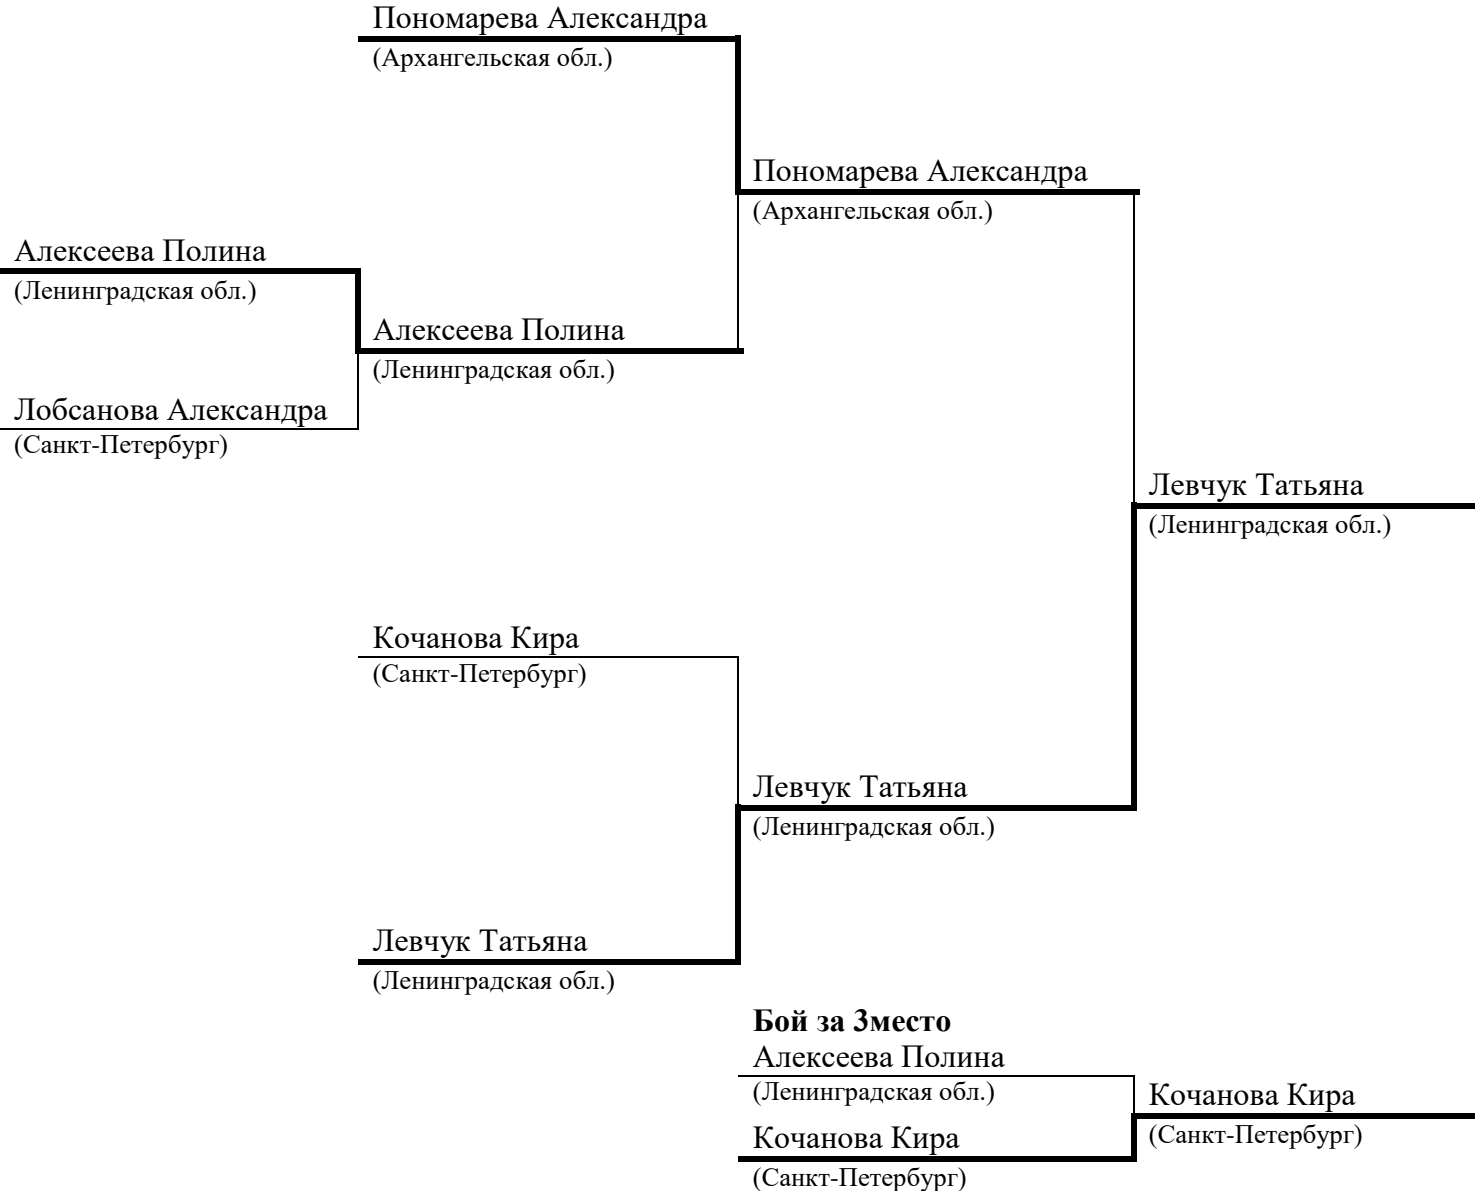 Пономарева Александра
(Архангельская обл.)
Пономарева Александра
(Архангельская обл.)
Алексеева Полина
(Ленинградская обл.)
Алексеева Полина
(Ленинградская обл.)
Лобсанова Александра
(Санкт-Петербург)
Левчук Татьяна
(Ленинградская обл.)
Кочанова Кира
(Санкт-Петербург)
Левчук Татьяна
(Ленинградская обл.)
Левчук Татьяна
(Ленинградская обл.)
Бой за 3место
Алексеева Полина
(Ленинградская обл.)
Кочанова Кира
(Санкт-Петербург)
Кочанова Кира
(Санкт-Петербург)